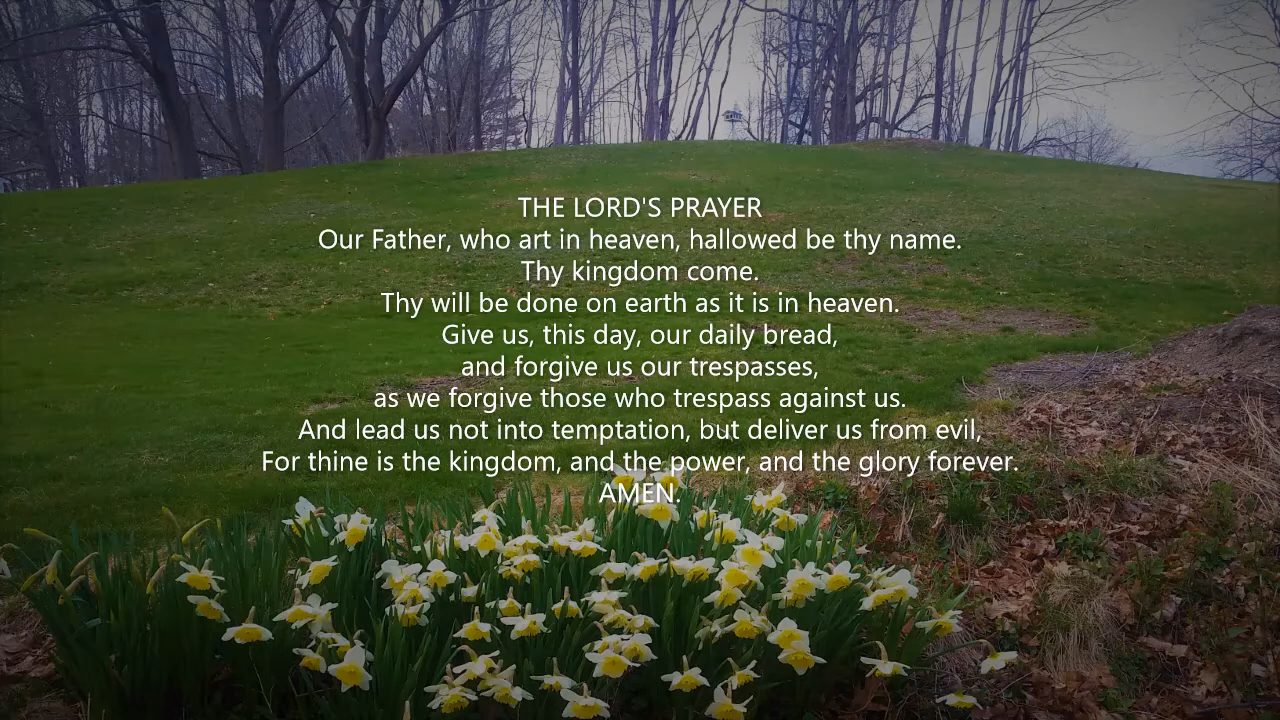 THE LORD'S PRAYER
Our Father, who art in heaven, hallowed be thy name.
Thy kingdom come.
Thy will be done on earth as it is in heaven.
Give us, this day, our daily bread,
and forgive us our trespasses,
as we forgive those who trespass against us.
And lead us not into temptation, but deliver us from evil,
For thine is the kingdom, and the power, and the glory forever.
AMEN.